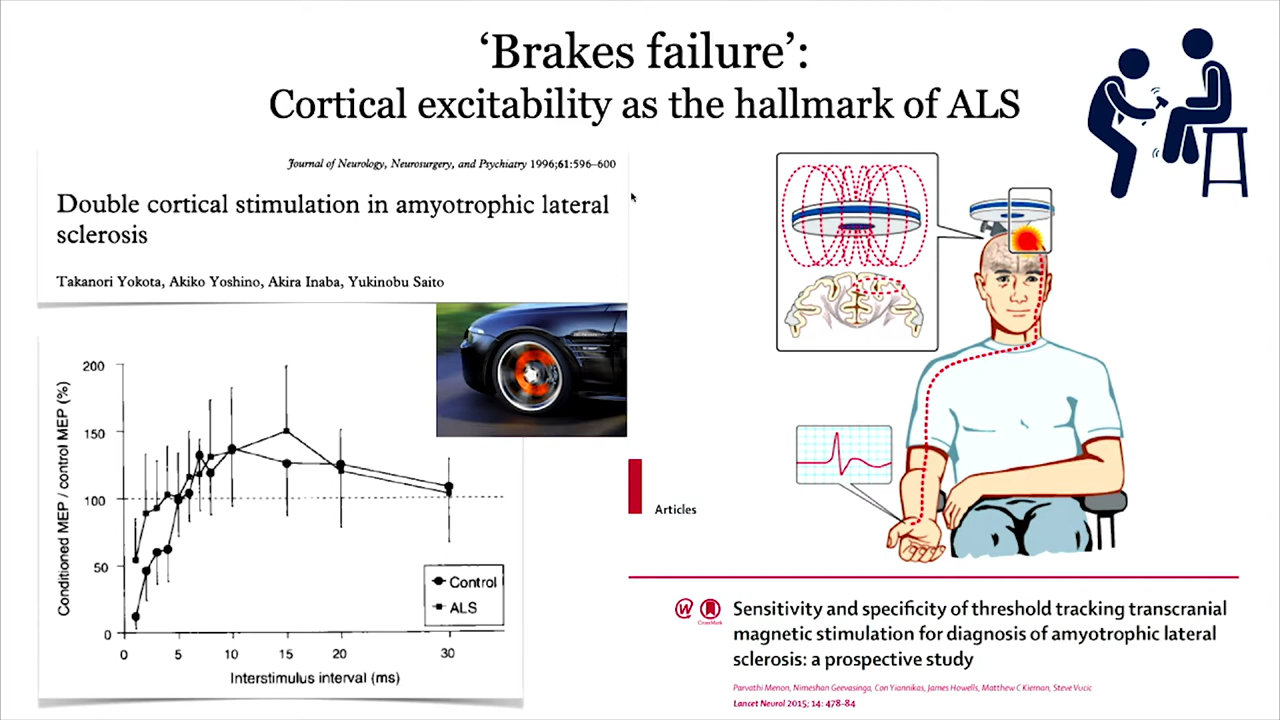 ‘Brakes failure’:
Cortical excitability as the hallmark of ALS
Journal of Neurology, Neurosurgery, and Psychiatry 1996;61:596–600
Double cortical stimulation in amyotrophic lateral
sclerosis
Takanori Yokota, Akiko Yoshino, Akira Inaba, Yukinobu Saito
Conditioned MEP / control MEP (%)
200
150
100
50
0
0 5 10 15 20 30
Interstimulus interval (ms)
Control
ALS
Articles
W
CrossMark
Sensitivity and specificity of threshold tracking transcranial
magnetic stimulation for diagnosis of amyotrophic lateral
sclerosis: a prospective study
Parvathi Menon, Nimeshan Geevasinga, Con Yiannikas, James Howells, Matthew C Kiernan, Steve Vucic
Lancet Neurol 2015; 14: 478–84